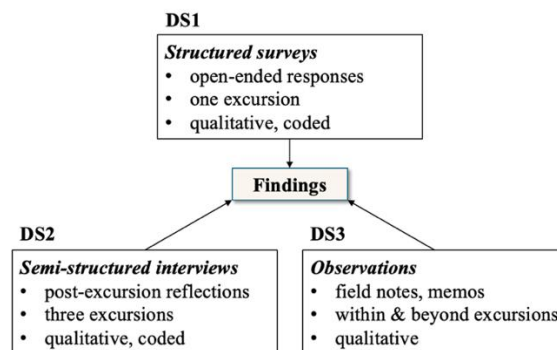 DS1
Structured surveys
• open-ended responses
• one excursion
• qualitative, coded
Findings
DS2
Semi-structured interviews
• post-excursion reflections
• three excursions
• qualitative, coded
DS3
Observations
• field notes, memos
• within & beyond excursions
• qualitative